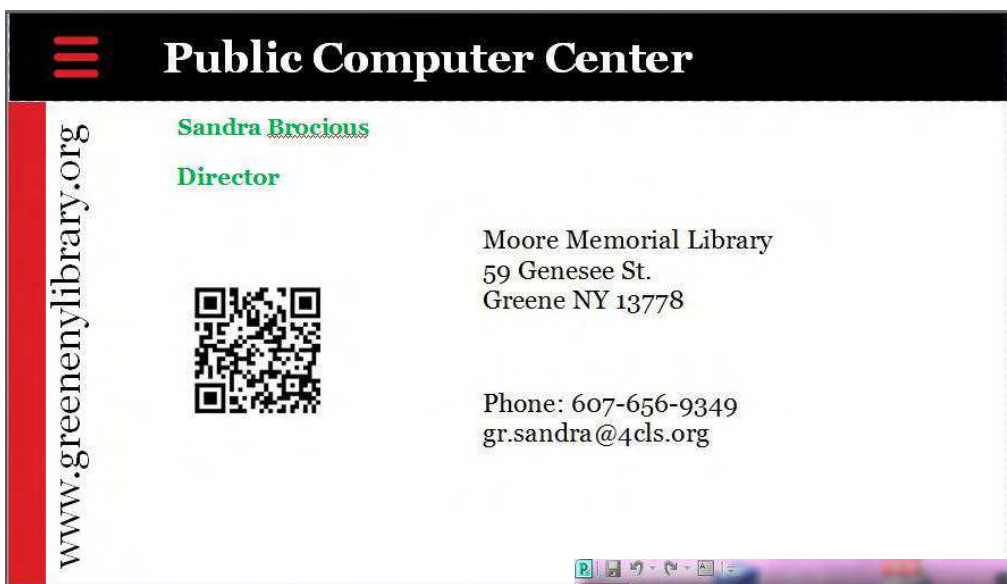 Public Computer Center
www.greenenylibrary.org
Sandra Brocious
Director
Moore Memorial Library
59 Genesee St.
Greene NY 13778
Phone: 607-656-9349
gr.sandra@4cls.org